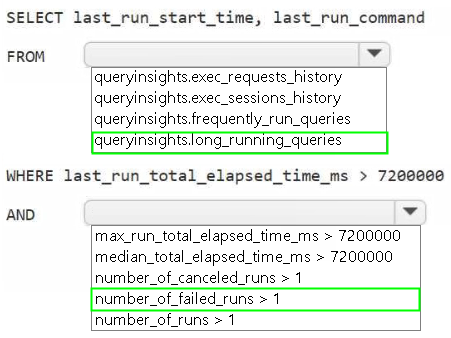 SELECT last_run_start_time, last_run_command
FROM
queryinsights.exec_requests_history
queryinsights.exec_sessions_history
queryinsights.frequently_run_queries
queryinsights.long_running_queries
WHERE last_run_total_elapsed_time_ms > 7200000
AND
max_run_total_elapsed_time_ms > 7200000
median_total_elapsed_time_ms > 7200000
number_of_canceled_runs > 1
number_of_failed_runs > 1
number_of_runs > 1